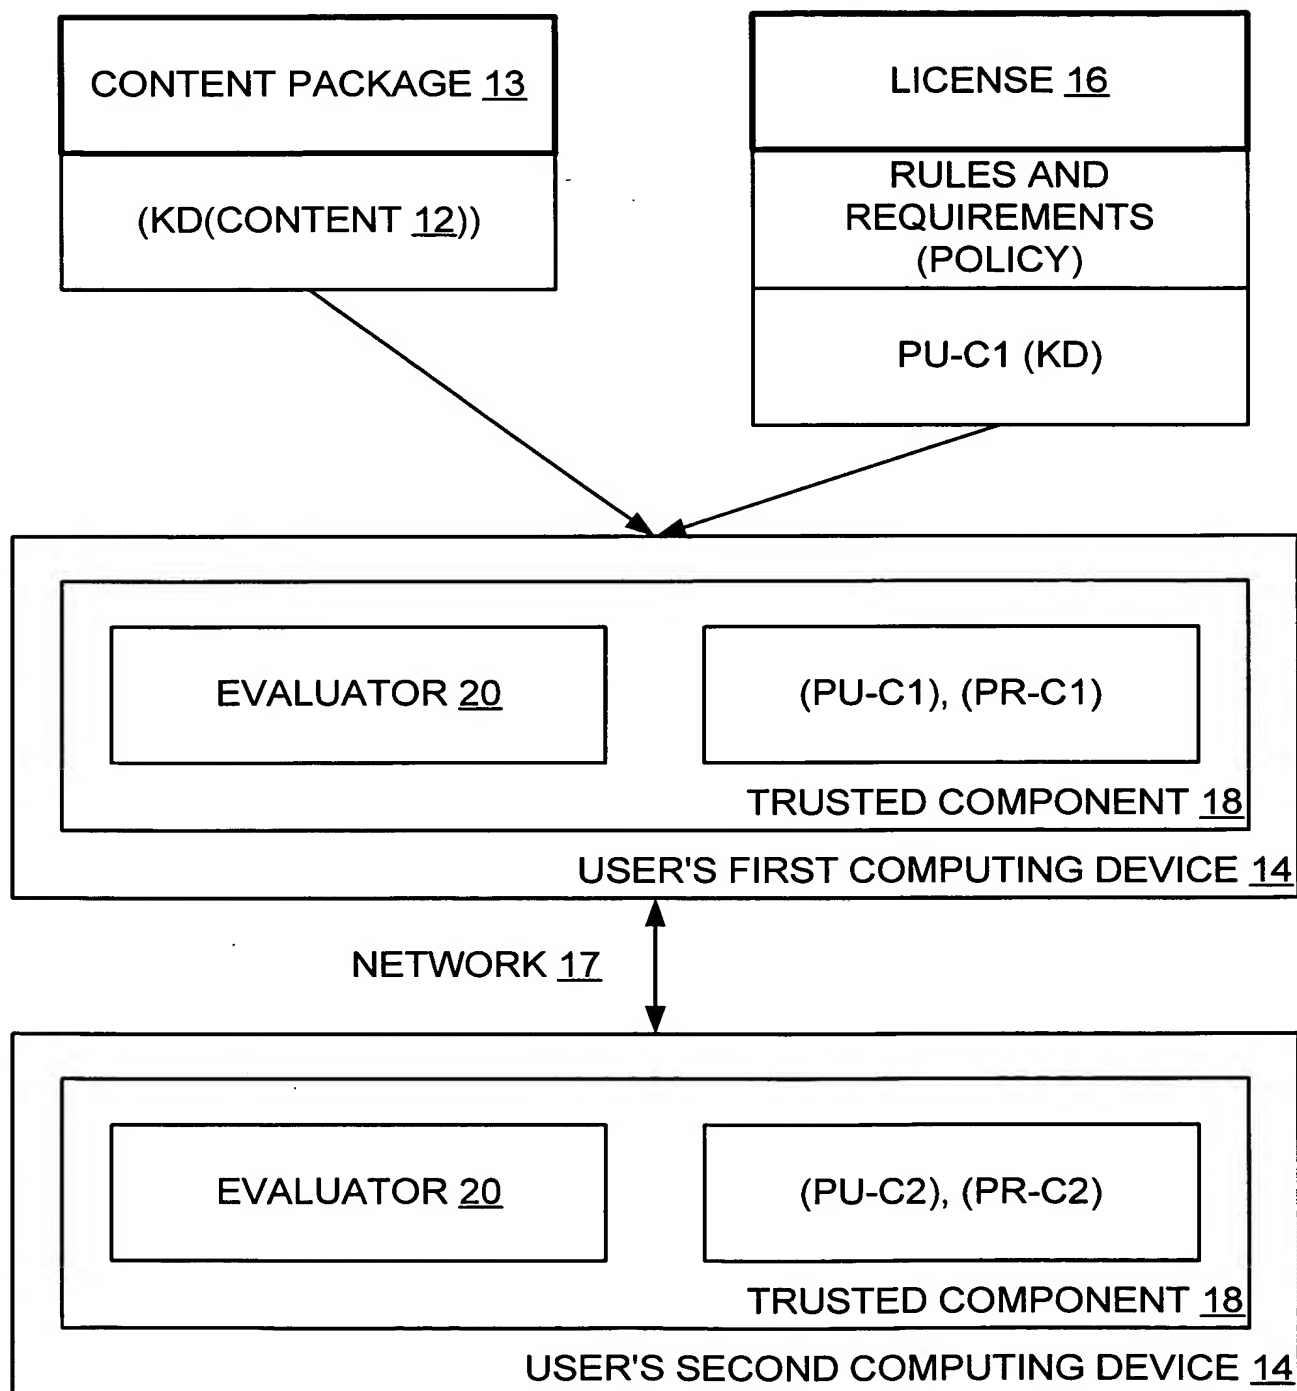 CONTENT PACKAGE 13
(KD(CONTENT 12))
LICENSE 16
RULES AND
REQUIREMENTS
(POLICY)
PU-C1 (KD)
EVALUATOR 20
(PU-C1), (PR-C1)
TRUSTED COMPONENT 18
USER'S FIRST COMPUTING DEVICE 14
NETWORK 17
EVALUATOR 20
(PU-C2), (PR-C2)
TRUSTED COMPONENT 18
USER'S SECOND COMPUTING DEVICE 14